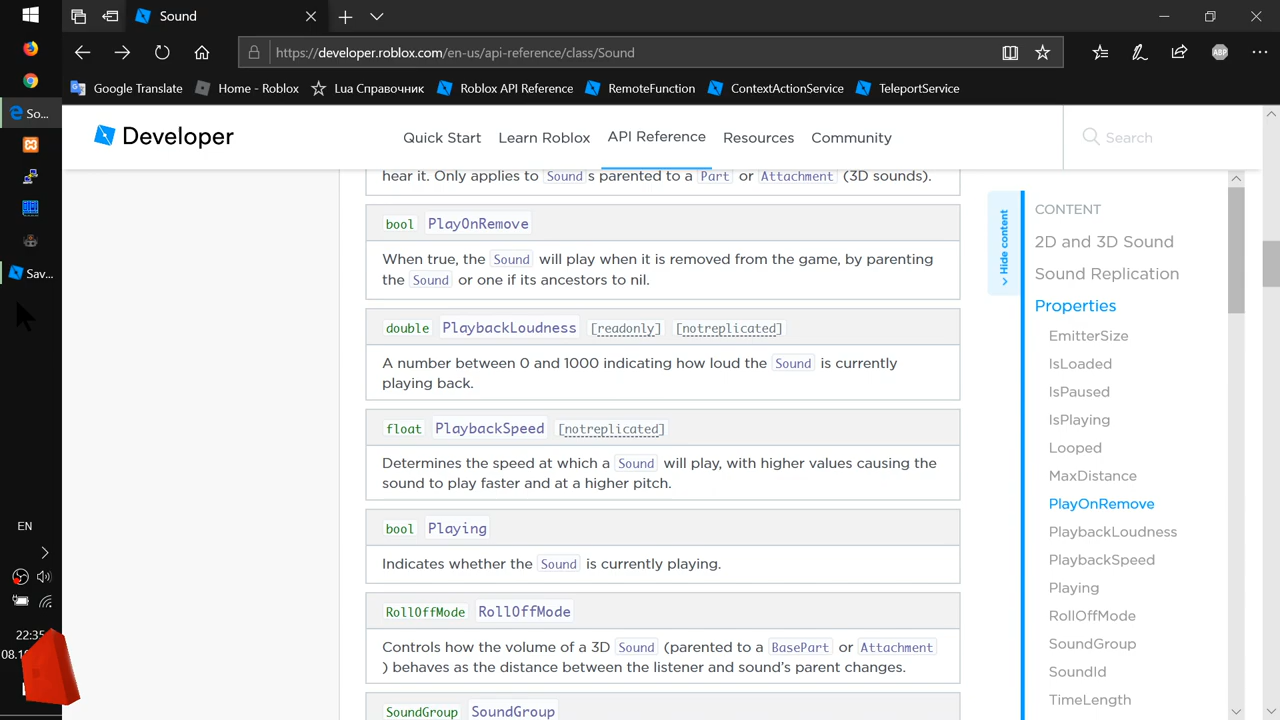 Sound
https://developer.roblox.com/en-us/api-reference/class/Sound
ABP
Google Translate
Home - Roblox
Lua Справочник
TweenService
RemoteFunction
ContextActionService
TeleportService
So...
Sav...
EN
22:35
Developer
Quick Start
Learn Roblox
API Reference
Resources
Community
Search
hear it. Only applies to Sound s parented to a Part or Attachment (3D sounds).
bool PlayOnRemove
When true, the Sound will play when it is removed from the game, by parenting
the Sound or one if its ancestors to nil.
double PlaybackLoudness [readonly] [notreplicated]
A number between 0 and 1000 indicating how loud the Sound is currently
playing back.
float PlaybackSpeed [notreplicated]
Determines the speed at which a Sound will play, with higher values causing the
sound to play faster and at a higher pitch.
bool Playing
Indicates whether the Sound is currently playing.
RollOffMode RollOffMode
Controls how the volume of a 3D Sound (parented to a BasePart or Attachment
) behaves as the distance between the listener and sound's parent changes.
SoundGroup SoundGroup
Hide content
CONTENT
2D and 3D Sound
Sound Replication
Properties
EmitterSize
IsLoaded
IsPaused
IsPlaying
Looped
MaxDistance
PlayOnRemove
PlaybackLoudness
PlaybackSpeed
Playing
RollOffMode
SoundGroup
SoundId
TimeLength